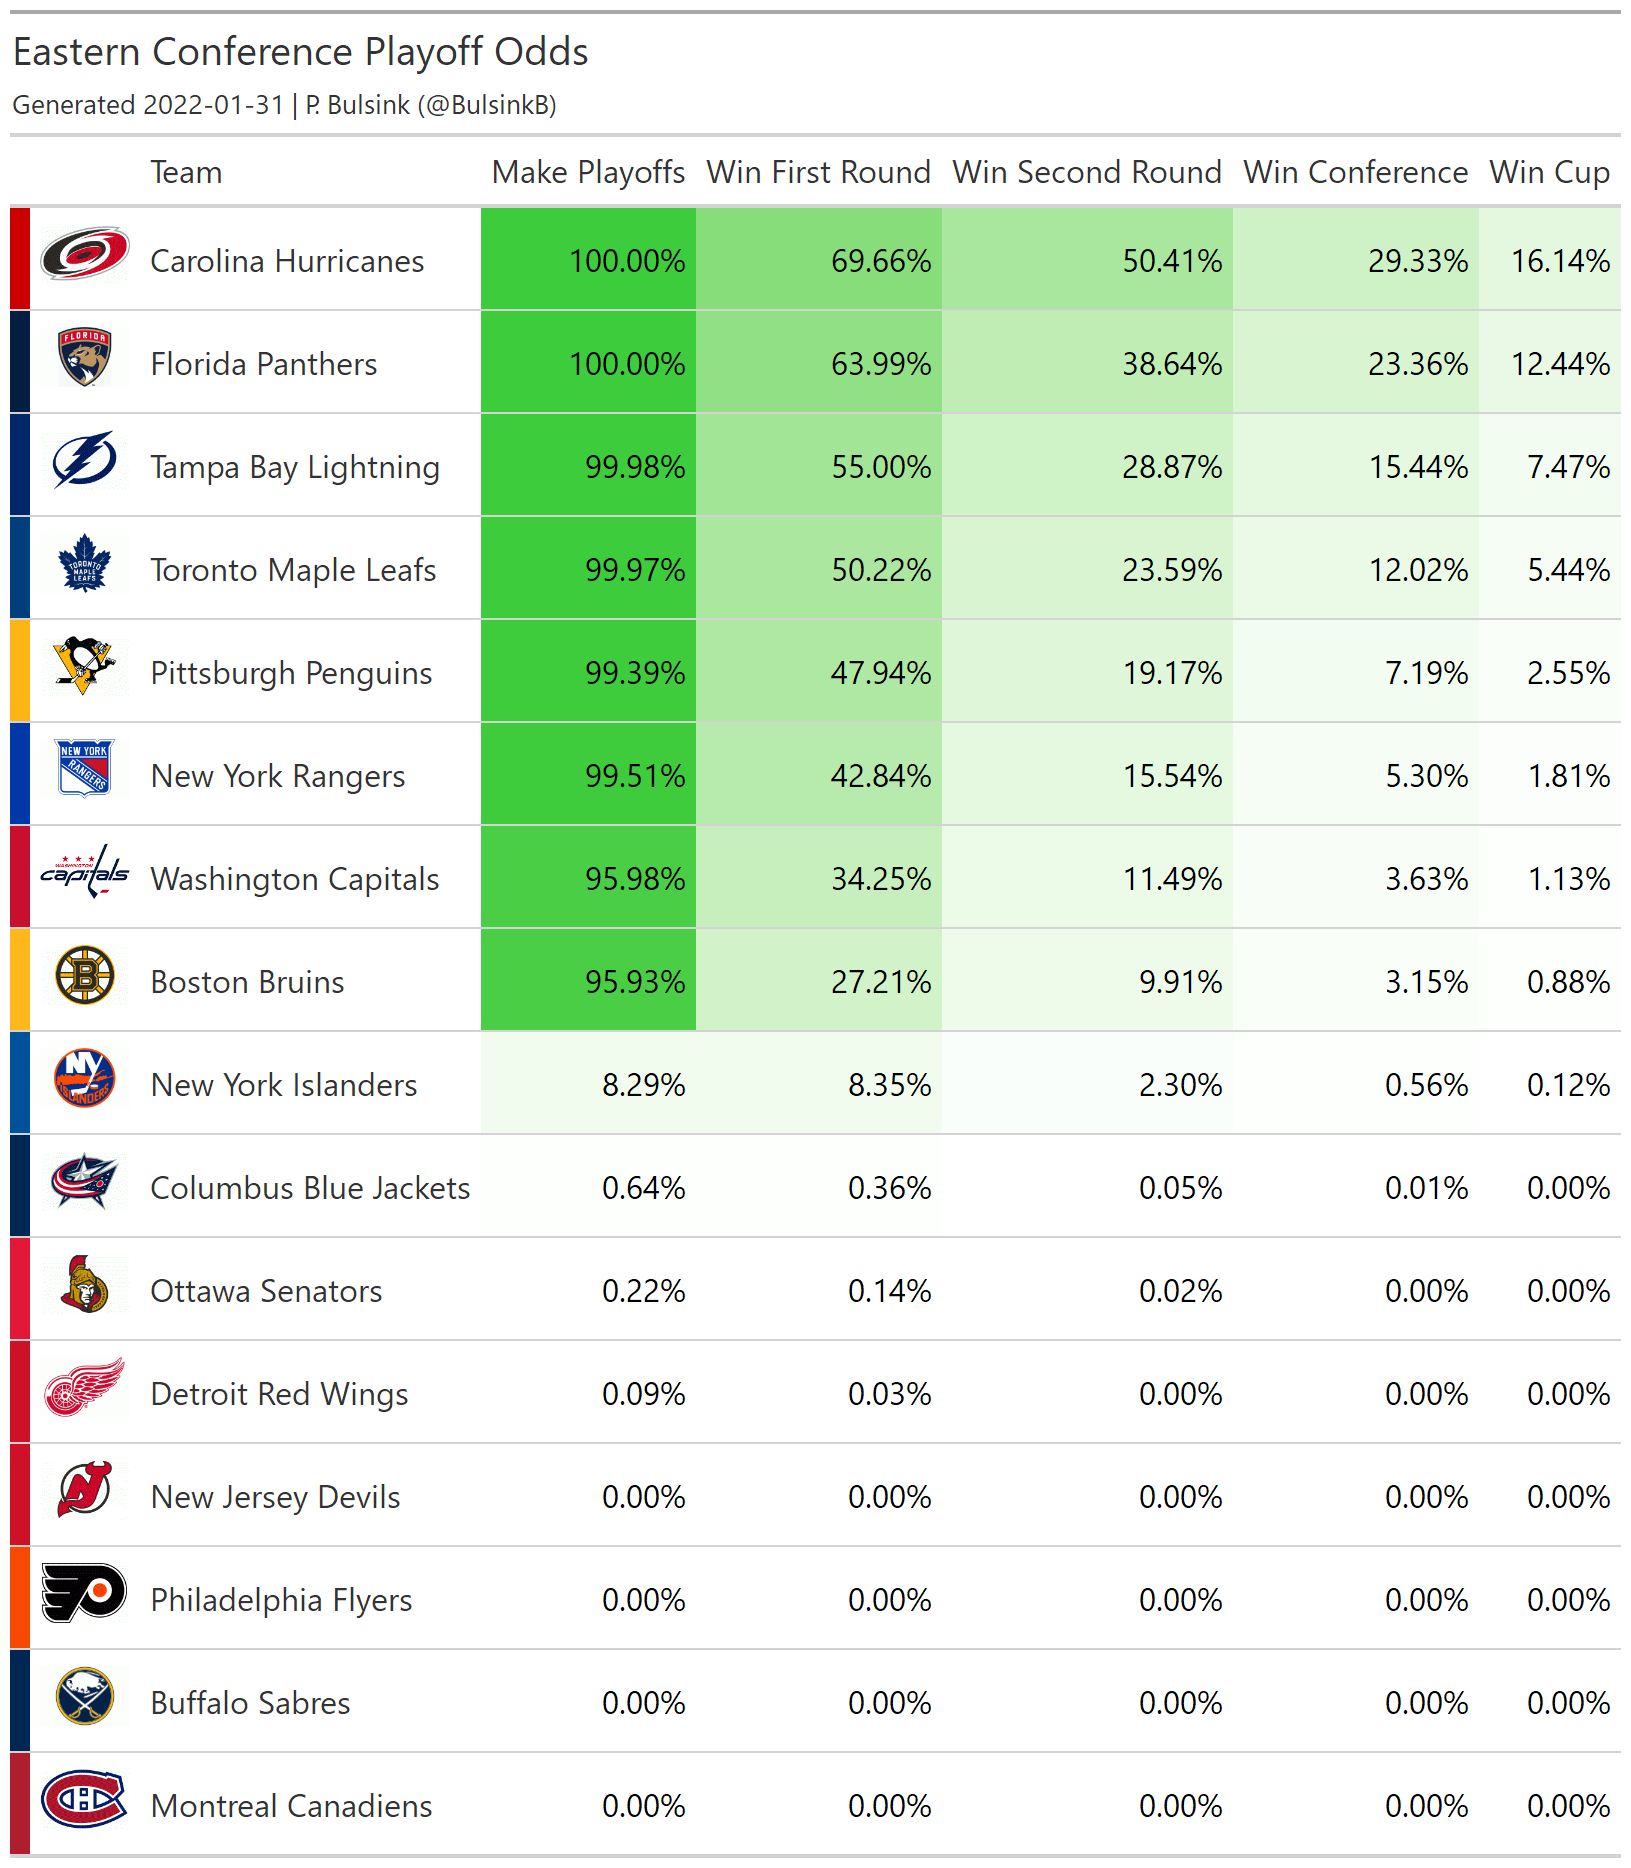 Eastern Conference Playoff Odds
Generated 2022-01-31 | P. Bulsink (@BulsinkB)
Team Make Playoffs Win First Round Win Second Round Win Conference Win Cup
Carolina Hurricanes 100.00% 69.66% 50.41% 29.33% 16.14%
FLORIDA
Florida Panthers 100.00% 63.99% 38.64% 23.36% 12.44%
Tampa Bay Lightning 99.98% 55.00% 28.87% 15.44% 7.47%
TORONTO
MAPLE
LEAFS
Toronto Maple Leafs 99.97% 50.22% 23.59% 12.02% 5.44%
Pittsburgh Penguins 99.39% 47.94% 19.17% 7.19% 2.55%
NEW YORK
RANGERS
New York Rangers 99.51% 42.84% 15.54% 5.30% 1.81%
WASHINGTON
capitals
Washington Capitals 95.98% 34.25% 11.49% 3.63% 1.13%
B
Boston Bruins 95.93% 27.21% 9.91% 3.15% 0.88%
NY
ISLANDERS
New York Islanders 8.29% 8.35% 2.30% 0.56% 0.12%
Columbus Blue Jackets 0.64% 0.36% 0.05% 0.01% 0.00%
Ottawa Senators 0.22% 0.14% 0.02% 0.00% 0.00%
Detroit Red Wings 0.09% 0.03% 0.00% 0.00% 0.00%
New Jersey Devils 0.00% 0.00% 0.00% 0.00% 0.00%
Philadelphia Flyers 0.00% 0.00% 0.00% 0.00% 0.00%
Buffalo Sabres 0.00% 0.00% 0.00% 0.00% 0.00%
Montreal Canadiens 0.00% 0.00% 0.00% 0.00% 0.00%